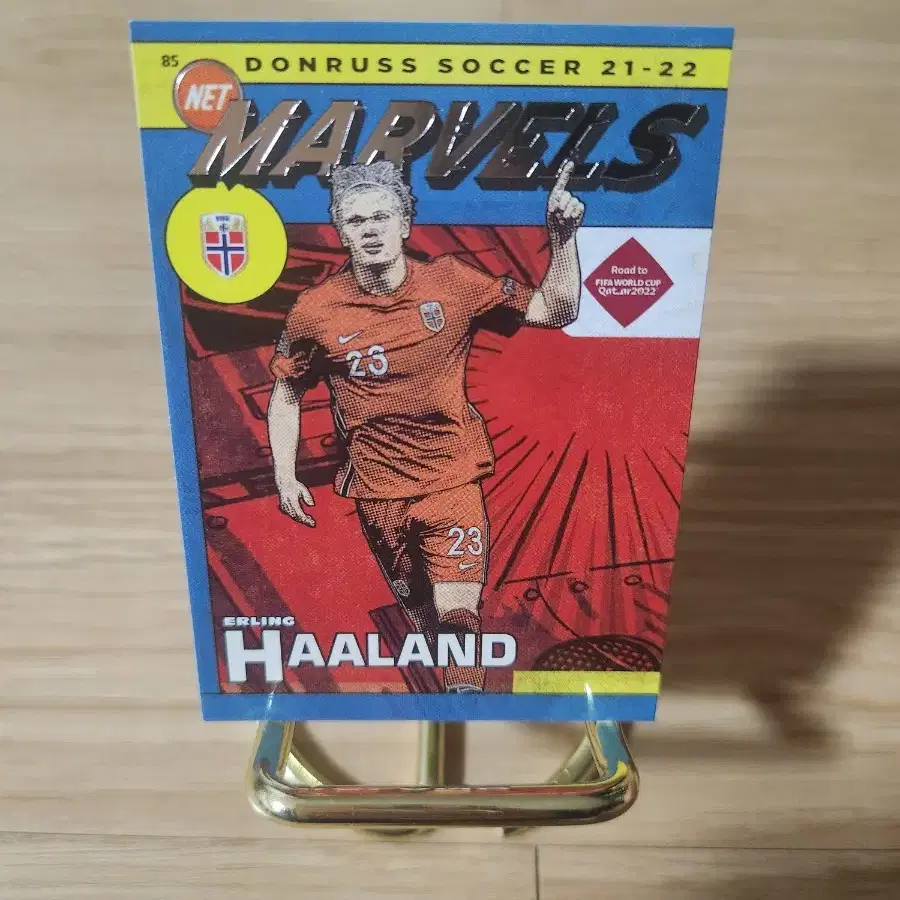 85
DONRUSS SOCCER 21-22
NET
MARVELS
Road to
FIFA WORLD CUP
Qatar2022
23
23
ERLING
HAALAND